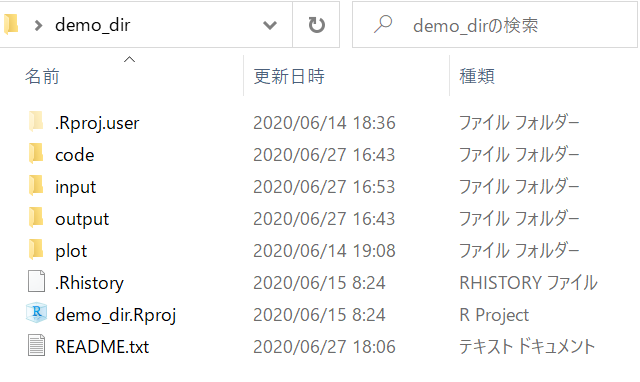 demo_dir demo_dirの検索
名前 更新日時 種類
.Rproj.user 2020/06/14 18:36 ファイル フォルダー
code 2020/06/27 16:43 ファイル フォルダー
input 2020/06/27 16:53 ファイル フォルダー
output 2020/06/27 16:43 ファイル フォルダー
plot 2020/06/14 19:08 ファイル フォルダー
.Rhistory 2020/06/15 8:24 RHISTORY ファイル
demo_dir.Rproj 2020/06/15 8:24 R Project
README.txt 2020/06/27 18:06 テキスト ドキュメント